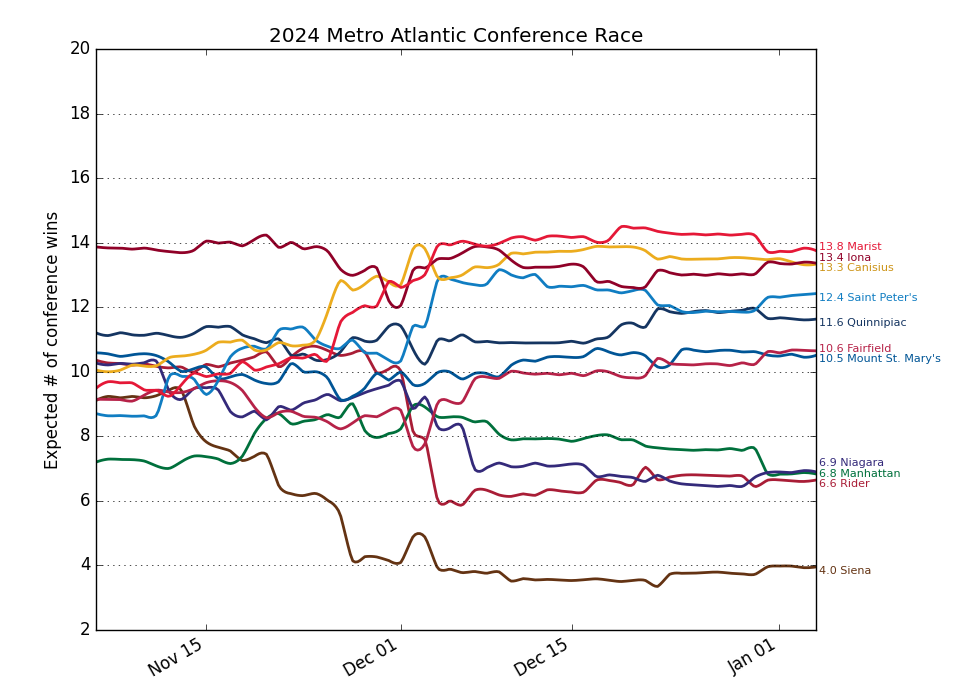 2024 Metro Atlantic Conference Race
Expected # of conference wins
20
18
16
14
12
10
8
6
4
2
13.8 Marist
13.4 Iona
13.3 Canisius
12.4 Saint Peter's
11.6 Quinnipiac
10.6 Fairfield
10.5 Mount St. Mary's
6.9 Niagara
6.8 Manhattan
6.6 Rider
4.0 Siena
Nov 15
Dec 01
Dec 15
Jan 01